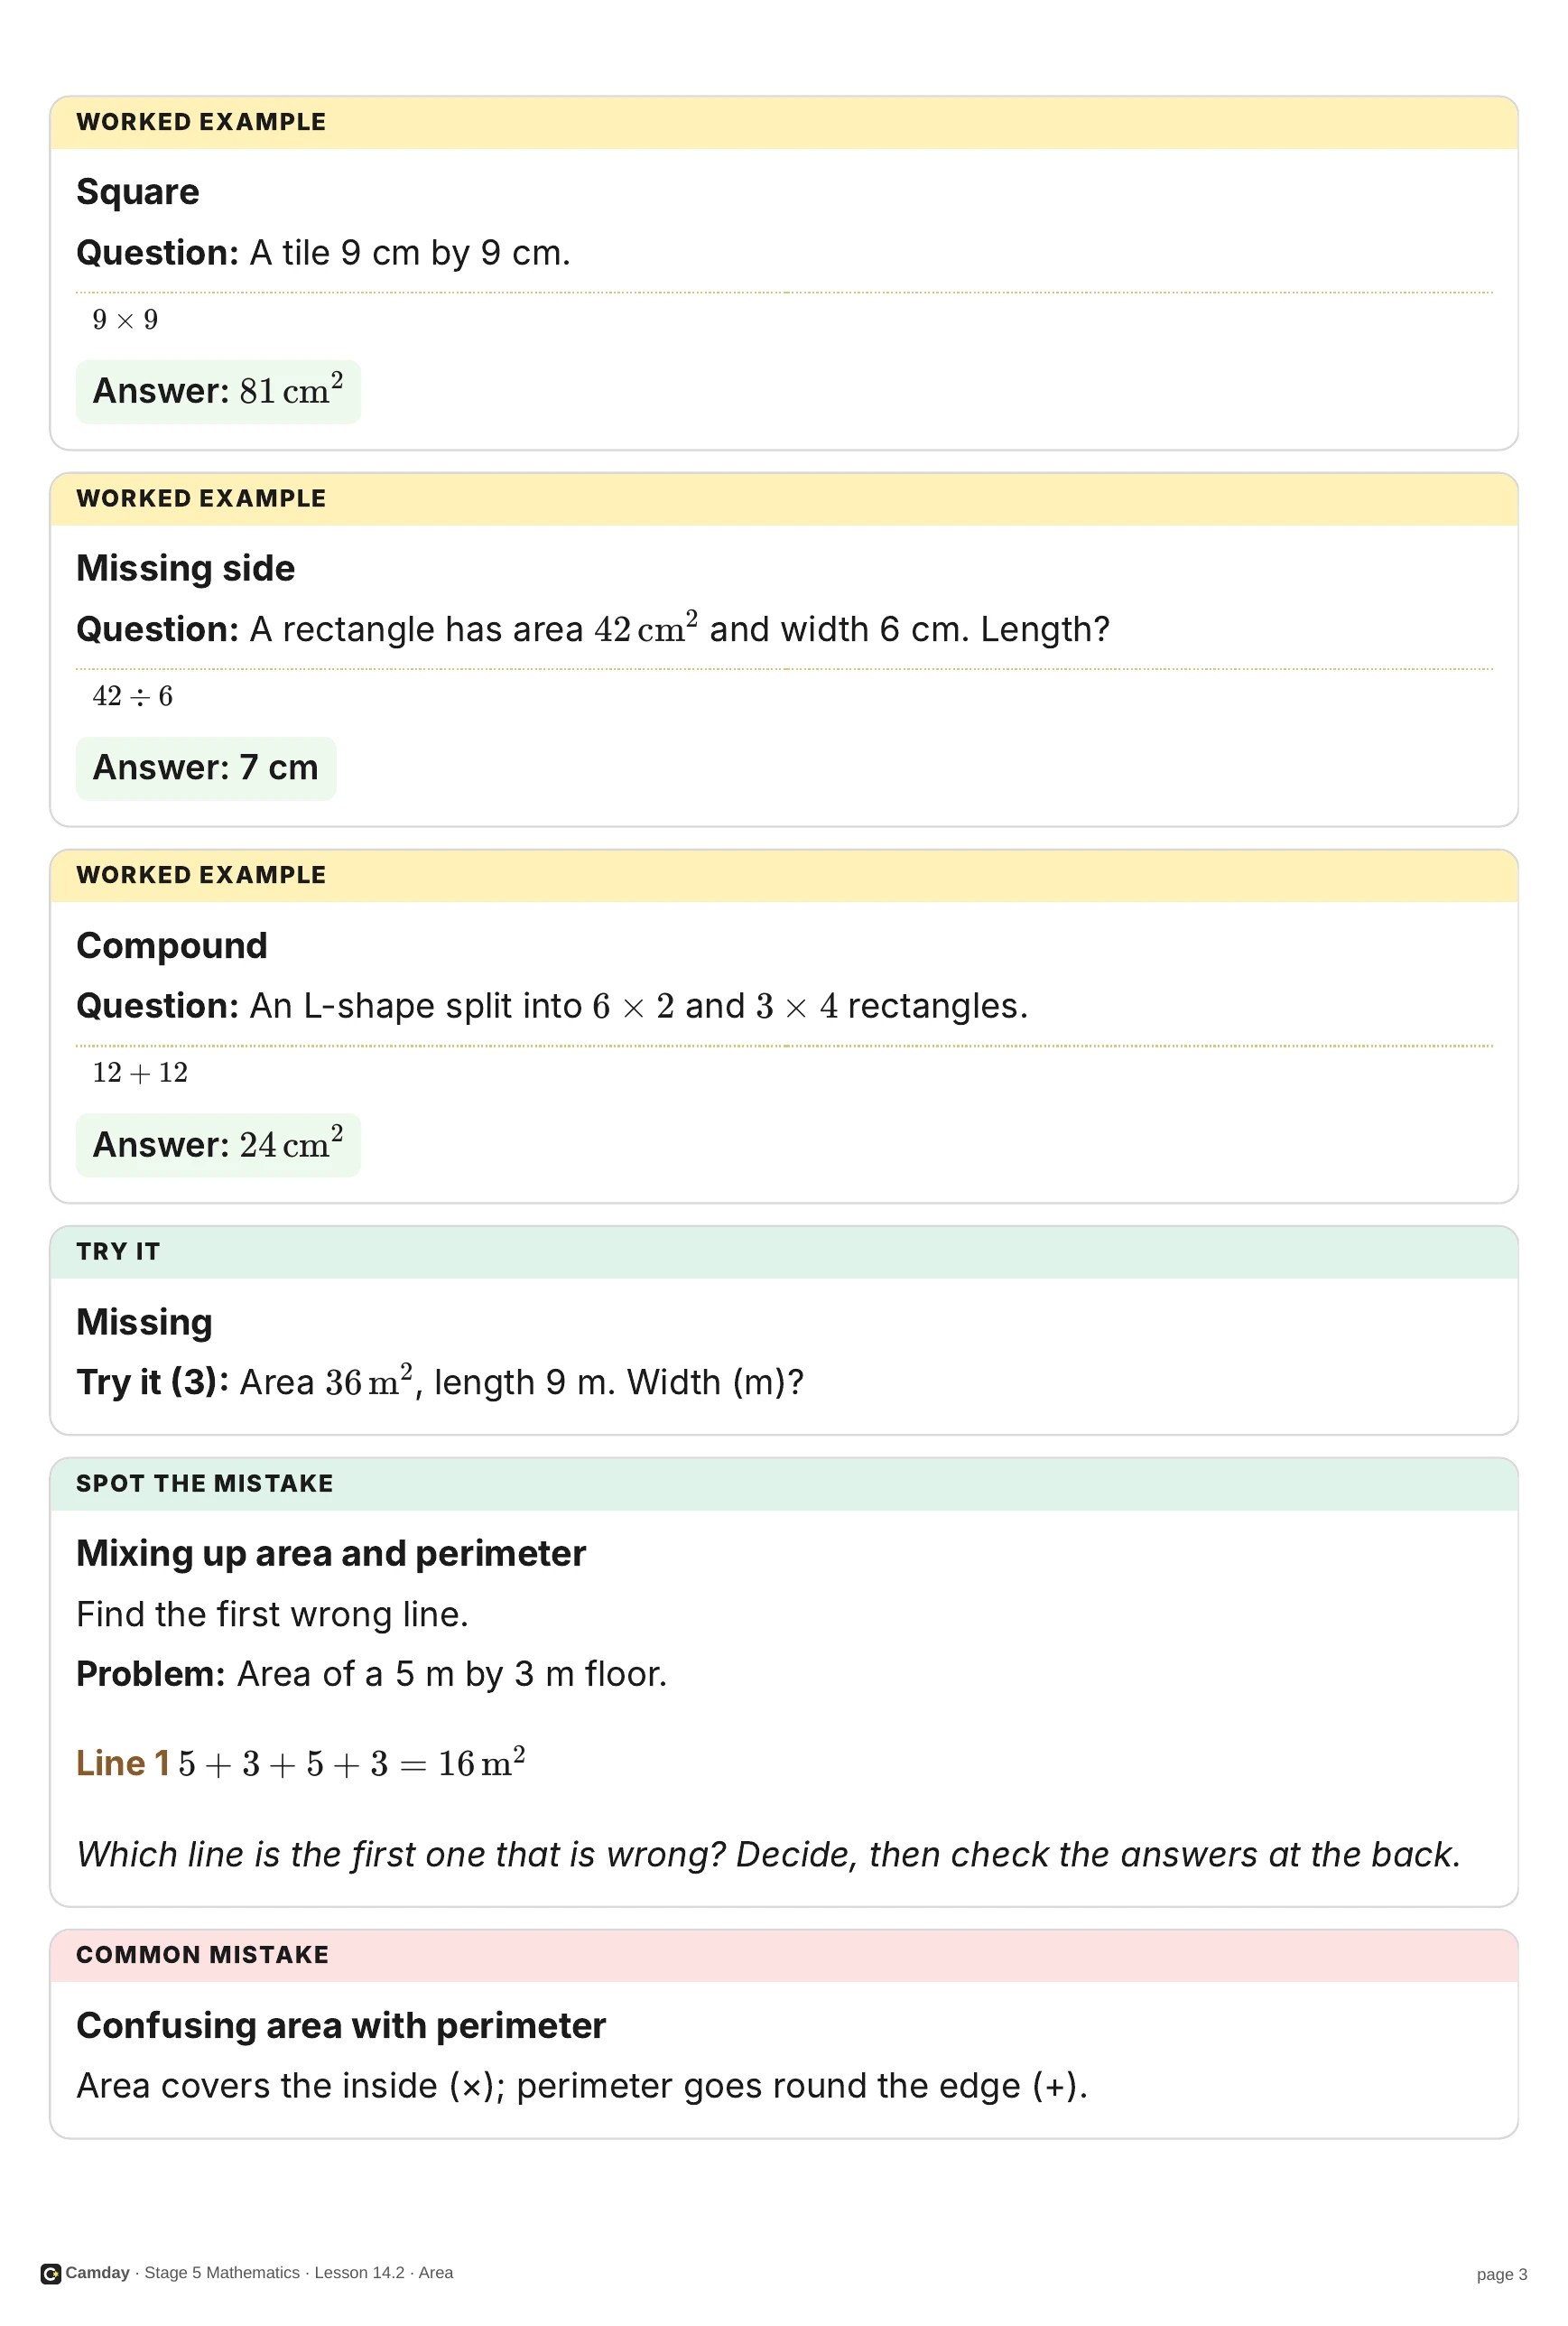 WORKED EXAMPLE
Square
Question: A tile 9 cm by 9 cm.
9 × 9
Answer: 81 cm²
WORKED EXAMPLE
Missing side
Question: A rectangle has area 42 cm² and width 6 cm. Length?
42 ÷ 6
Answer: 7 cm
WORKED EXAMPLE
Compound
Question: An L-shape split into 6 × 2 and 3 × 4 rectangles.
12 + 12
Answer: 24 cm²
TRY IT
Missing
Try it (3): Area 36 m², length 9 m. Width (m)?
SPOT THE MISTAKE
Mixing up area and perimeter
Find the first wrong line.
Problem: Area of a 5 m by 3 m floor.
Line 1 5 + 3 + 5 + 3 = 16 m²
Which line is the first one that is wrong? Decide, then check the answers at the back.
COMMON MISTAKE
Confusing area with perimeter
Area covers the inside (×); perimeter goes round the edge (+).
Camday · Stage 5 Mathematics · Lesson 14.2 · Area
page 3